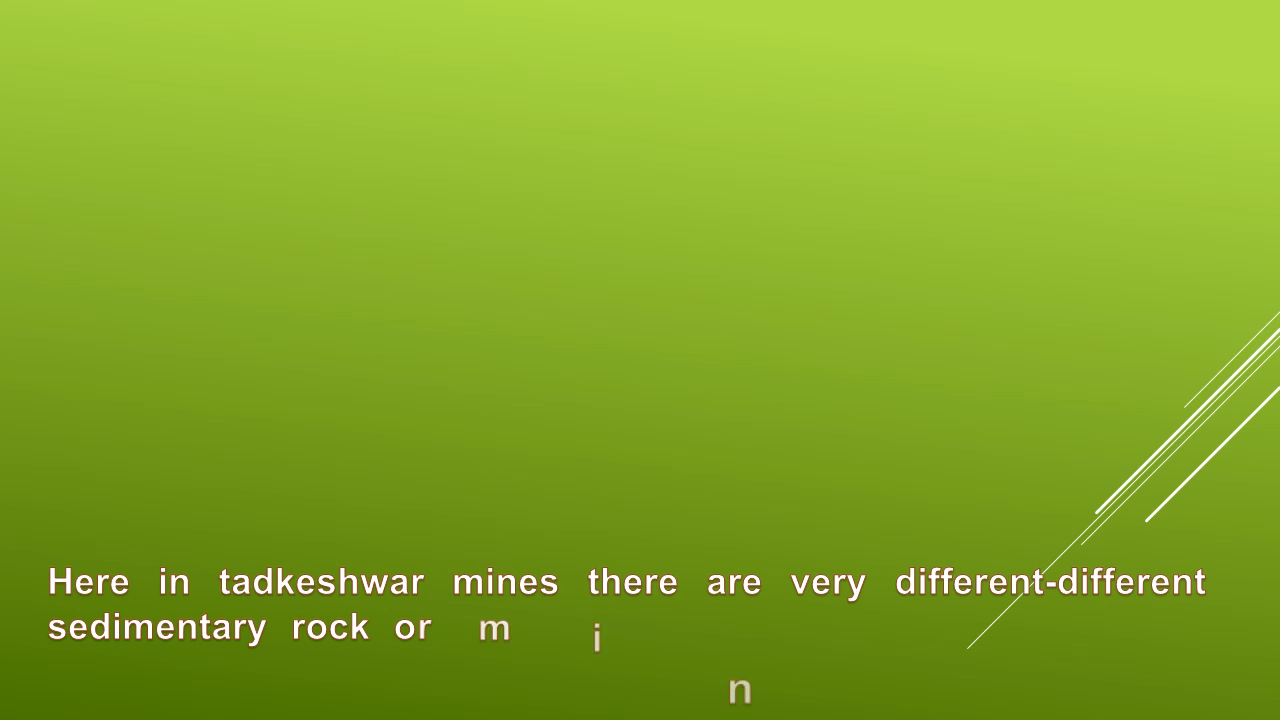 Here in tadkeshwar mines there are very different-different
sedimentary rock or m i
n